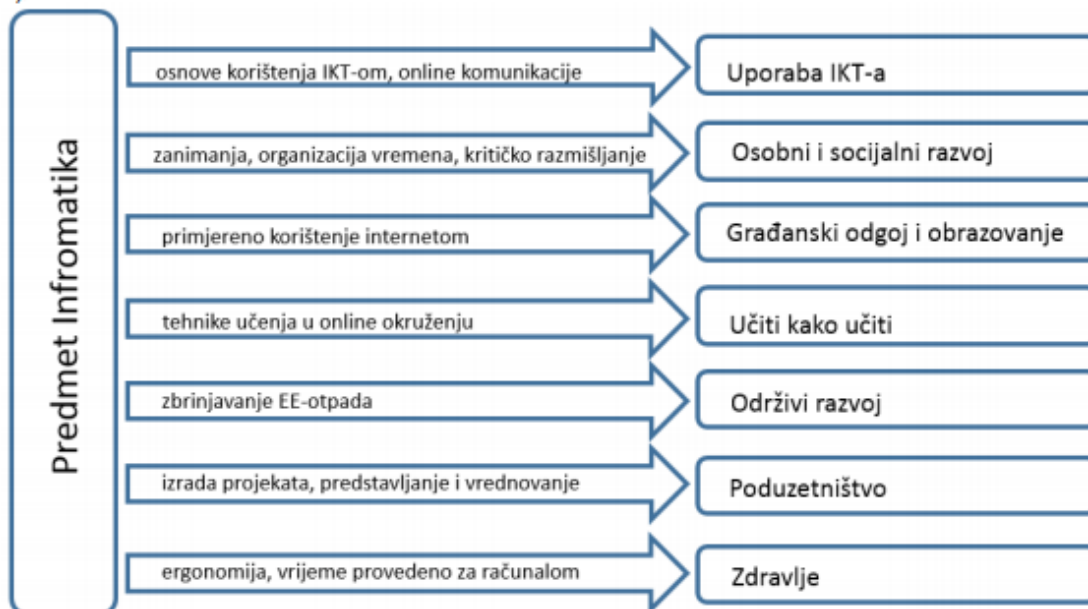 Predmet Infromatika
osnove korištenja IKT-om, online komunikacije
Uporaba IKT-a
zanimanja, organizacija vremena, kritičko razmišljanje
Osobni i socijalni razvoj
primjereno korištenje internetom
Građanski odgoj i obrazovanje
tehnike učenja u online okruženju
Učiti kako učiti
zbrinjavanje EE-otpada
Održivi razvoj
izrada projekata, predstavljanje i vrednovanje
Poduzetništvo
ergonomija, vrijeme provedeno za računalom
Zdravlje